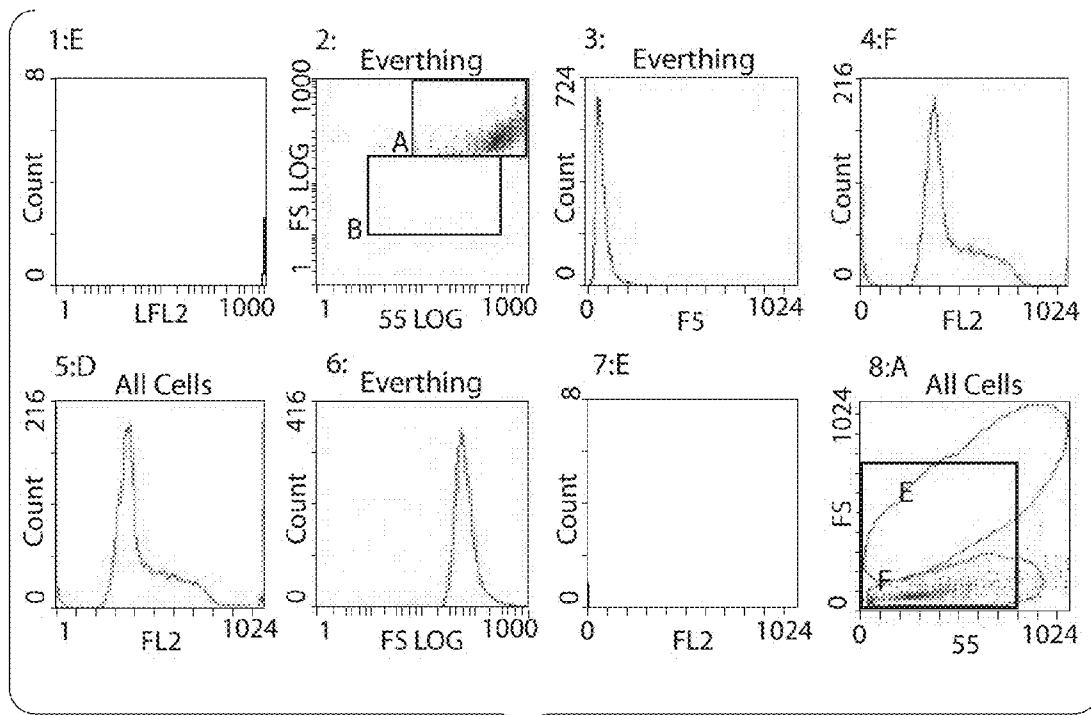 1:E
8
Count
0
1
1000
LFL2
2:
Everthing
1000
FS LOG
1
A
B
1
1000
55 LOG
3:
Everthing
724
Count
0
0
1024
F5
4:F
216
Count
0
0
1024
FL2
5:D
All Cells
216
Count
0
1
1024
FL2
6:
Everthing
416
Count
0
1
1000
FS LOG
7:E
8
Count
0
0
1024
FL2
8:A
All Cells
1024
FS
0
E
F
0
1024
55